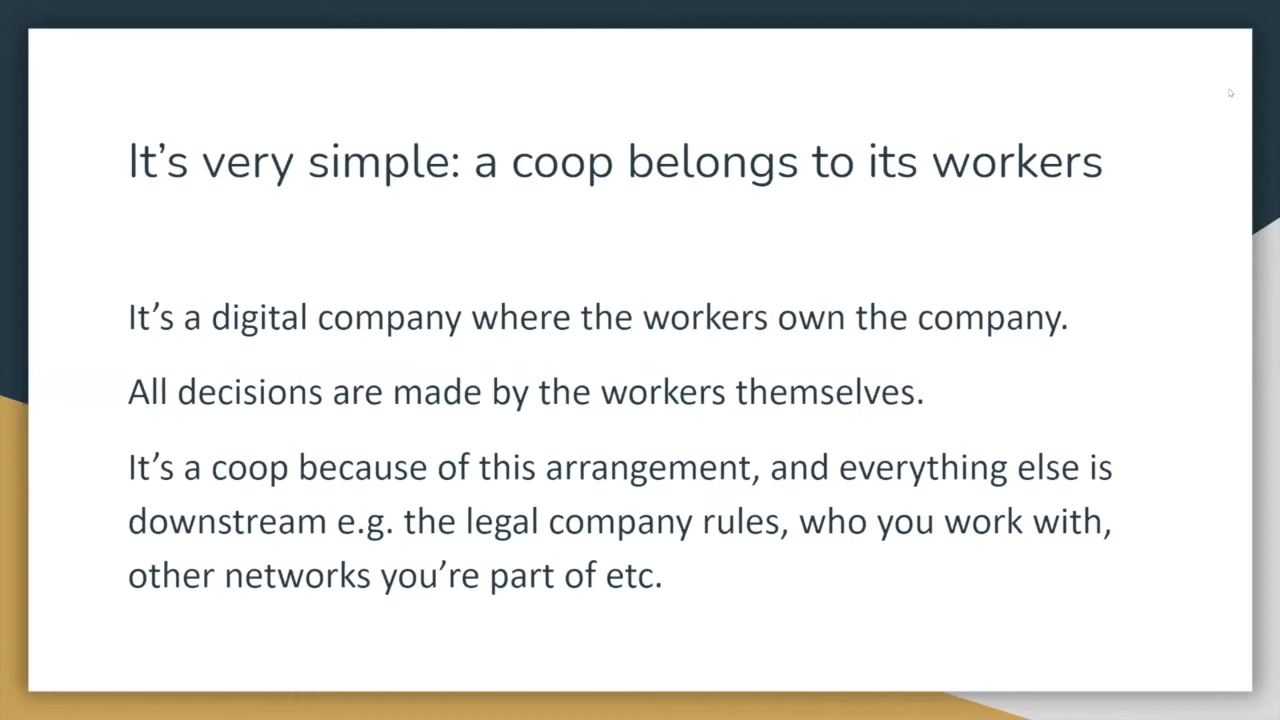 It’s very simple: a coop belongs to its workers
It’s a digital company where the workers own the company.
All decisions are made by the workers themselves.
It’s a coop because of this arrangement, and everything else is
downstream e.g. the legal company rules, who you work with,
other networks you’re part of etc.